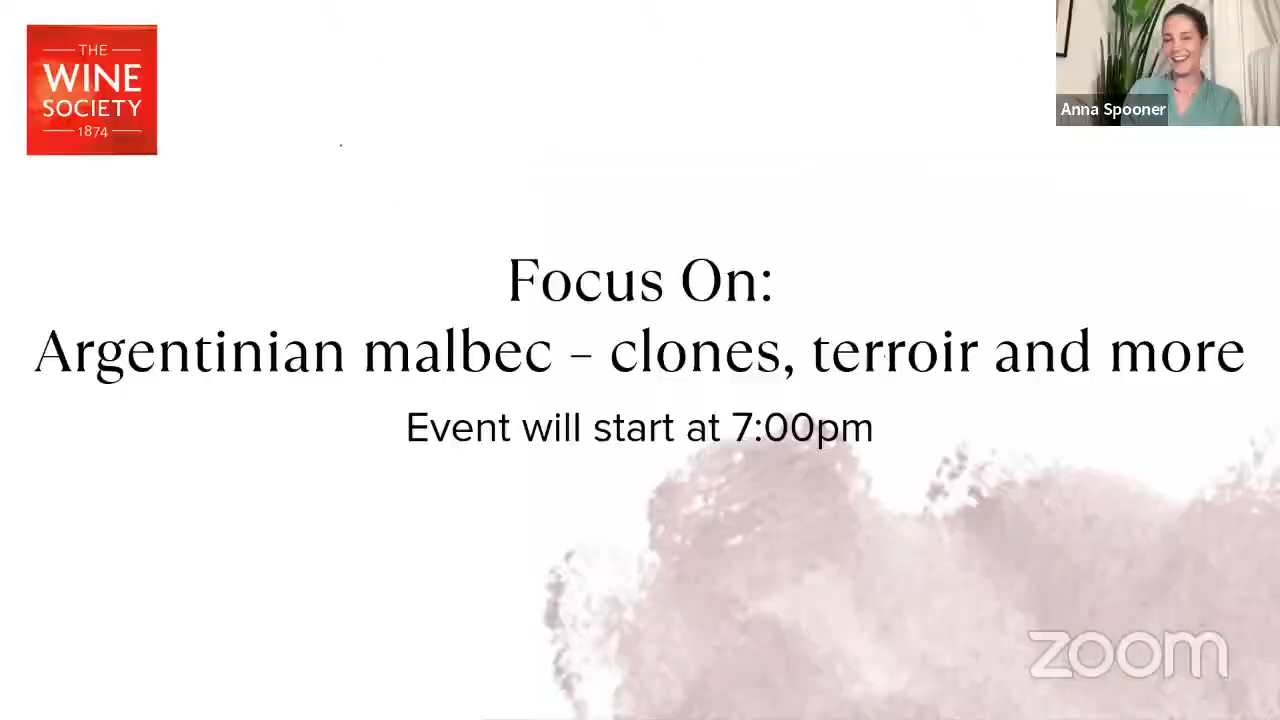 THE
WINE
SOCIETY
1874
Anna Spooner
Focus On:
Argentinian malbec – clones, terroir and more
Event will start at 7:00pm
zoom